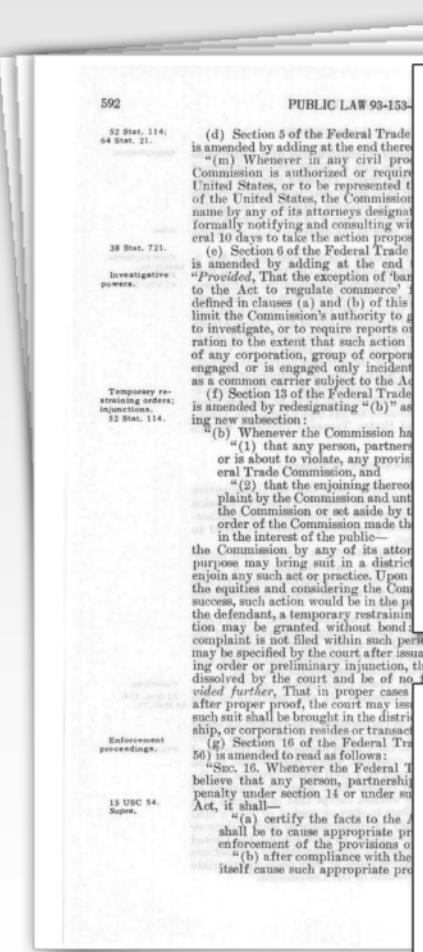 592 PUBLIC LAW 93-153-
52 Stat. 114;
64 Stat. 21.
(d) Section 5 of the Federal Trade
is amended by adding at the end there
"(m) Whenever in any civil proc
Commission is authorized or require
United States, or to be represented t
of the United States, the Commission
name by any of its attorneys designat
formally notifying and consulting wit
eral 10 days to take the action propos
38 Stat. 721.
(e) Section 6 of the Federal Trade
is amended by adding at the end
Investigative
powers.
"Provided, That the exception of 'ban
to the Act to regulate commerce'
defined in clauses (a) and (b) of this
limit the Commission's authority to g
to investigate, or to require reports or
ration to the extent that such action
of any corporation, group of corpora
engaged or is engaged only incident
as a common carrier subject to the Ac
Temporary re-
straining orders;
injunctions.
52 Stat. 114.
(f) Section 13 of the Federal Trade
is amended by redesignating "(b)" as
ing new subsection:
"(b) Whenever the Commission ha
"(1) that any person, partners
or is about to violate, any provis
eral Trade Commission, and
"(2) that the enjoining thereof
plaint by the Commission and unt
the Commission or set aside by t
order of the Commission made th
in the interest of the public—
the Commission by any of its attor
purpose may bring suit in a district
enjoin any such act or practice. Upon
the equities and considering the Com
success, such action would be in the pu
the defendant, a temporary restrainin
tion may be granted without bond:
complaint is not filed within such peri
may be specified by the court after issua
ing order or preliminary injunction, th
dissolved by the court and be of no f
vided further, That in proper cases
after proper proof, the court may issu
such suit shall be brought in the distric
ship, or corporation resides or transact
Enforcement
proceedings.
(g) Section 16 of the Federal Tra
56) is amended to read as follows:
"SEC. 16. Whenever the Federal T
believe that any person, partnership
penalty under section 14 or under su
15 USC 54.
Supra.
Act, it shall—
"(a) certify the facts to the A
shall be to cause appropriate pr
enforcement of the provisions o
"(b) after compliance with the
itself cause such appropriate pro